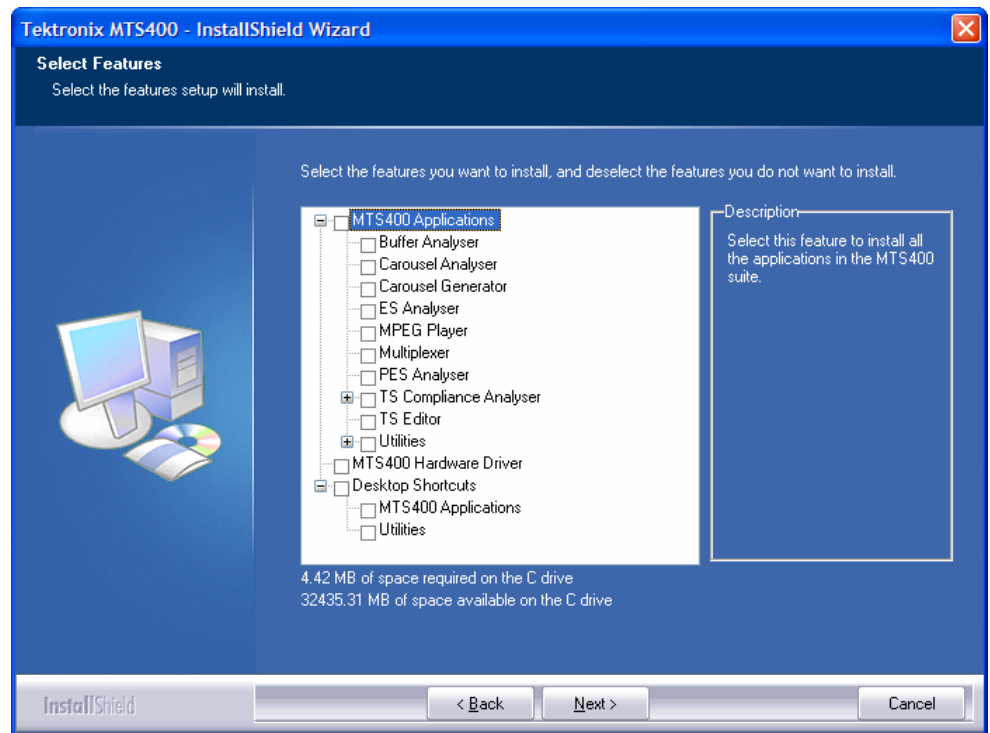 Tektronix MTS400 - InstallShield Wizard
Select Features
Select the features setup will install.
Select the features you want to install, and deselect the features you do not want to install.
MTS400 Applications
Buffer Analyser
Carousel Analyser
Carousel Generator
ES Analyser
MPEG Player
Multiplexer
PES Analyser
TS Compliance Analyser
TS Editor
Utilities
MTS400 Hardware Driver
Desktop Shortcuts
MTS400 Applications
Utilities
Description
Select this feature to install all
the applications in the MTS400
suite.
4.42 MB of space required on the C drive
32435.31 MB of space available on the C drive
InstallShield
< Back
Next >
Cancel